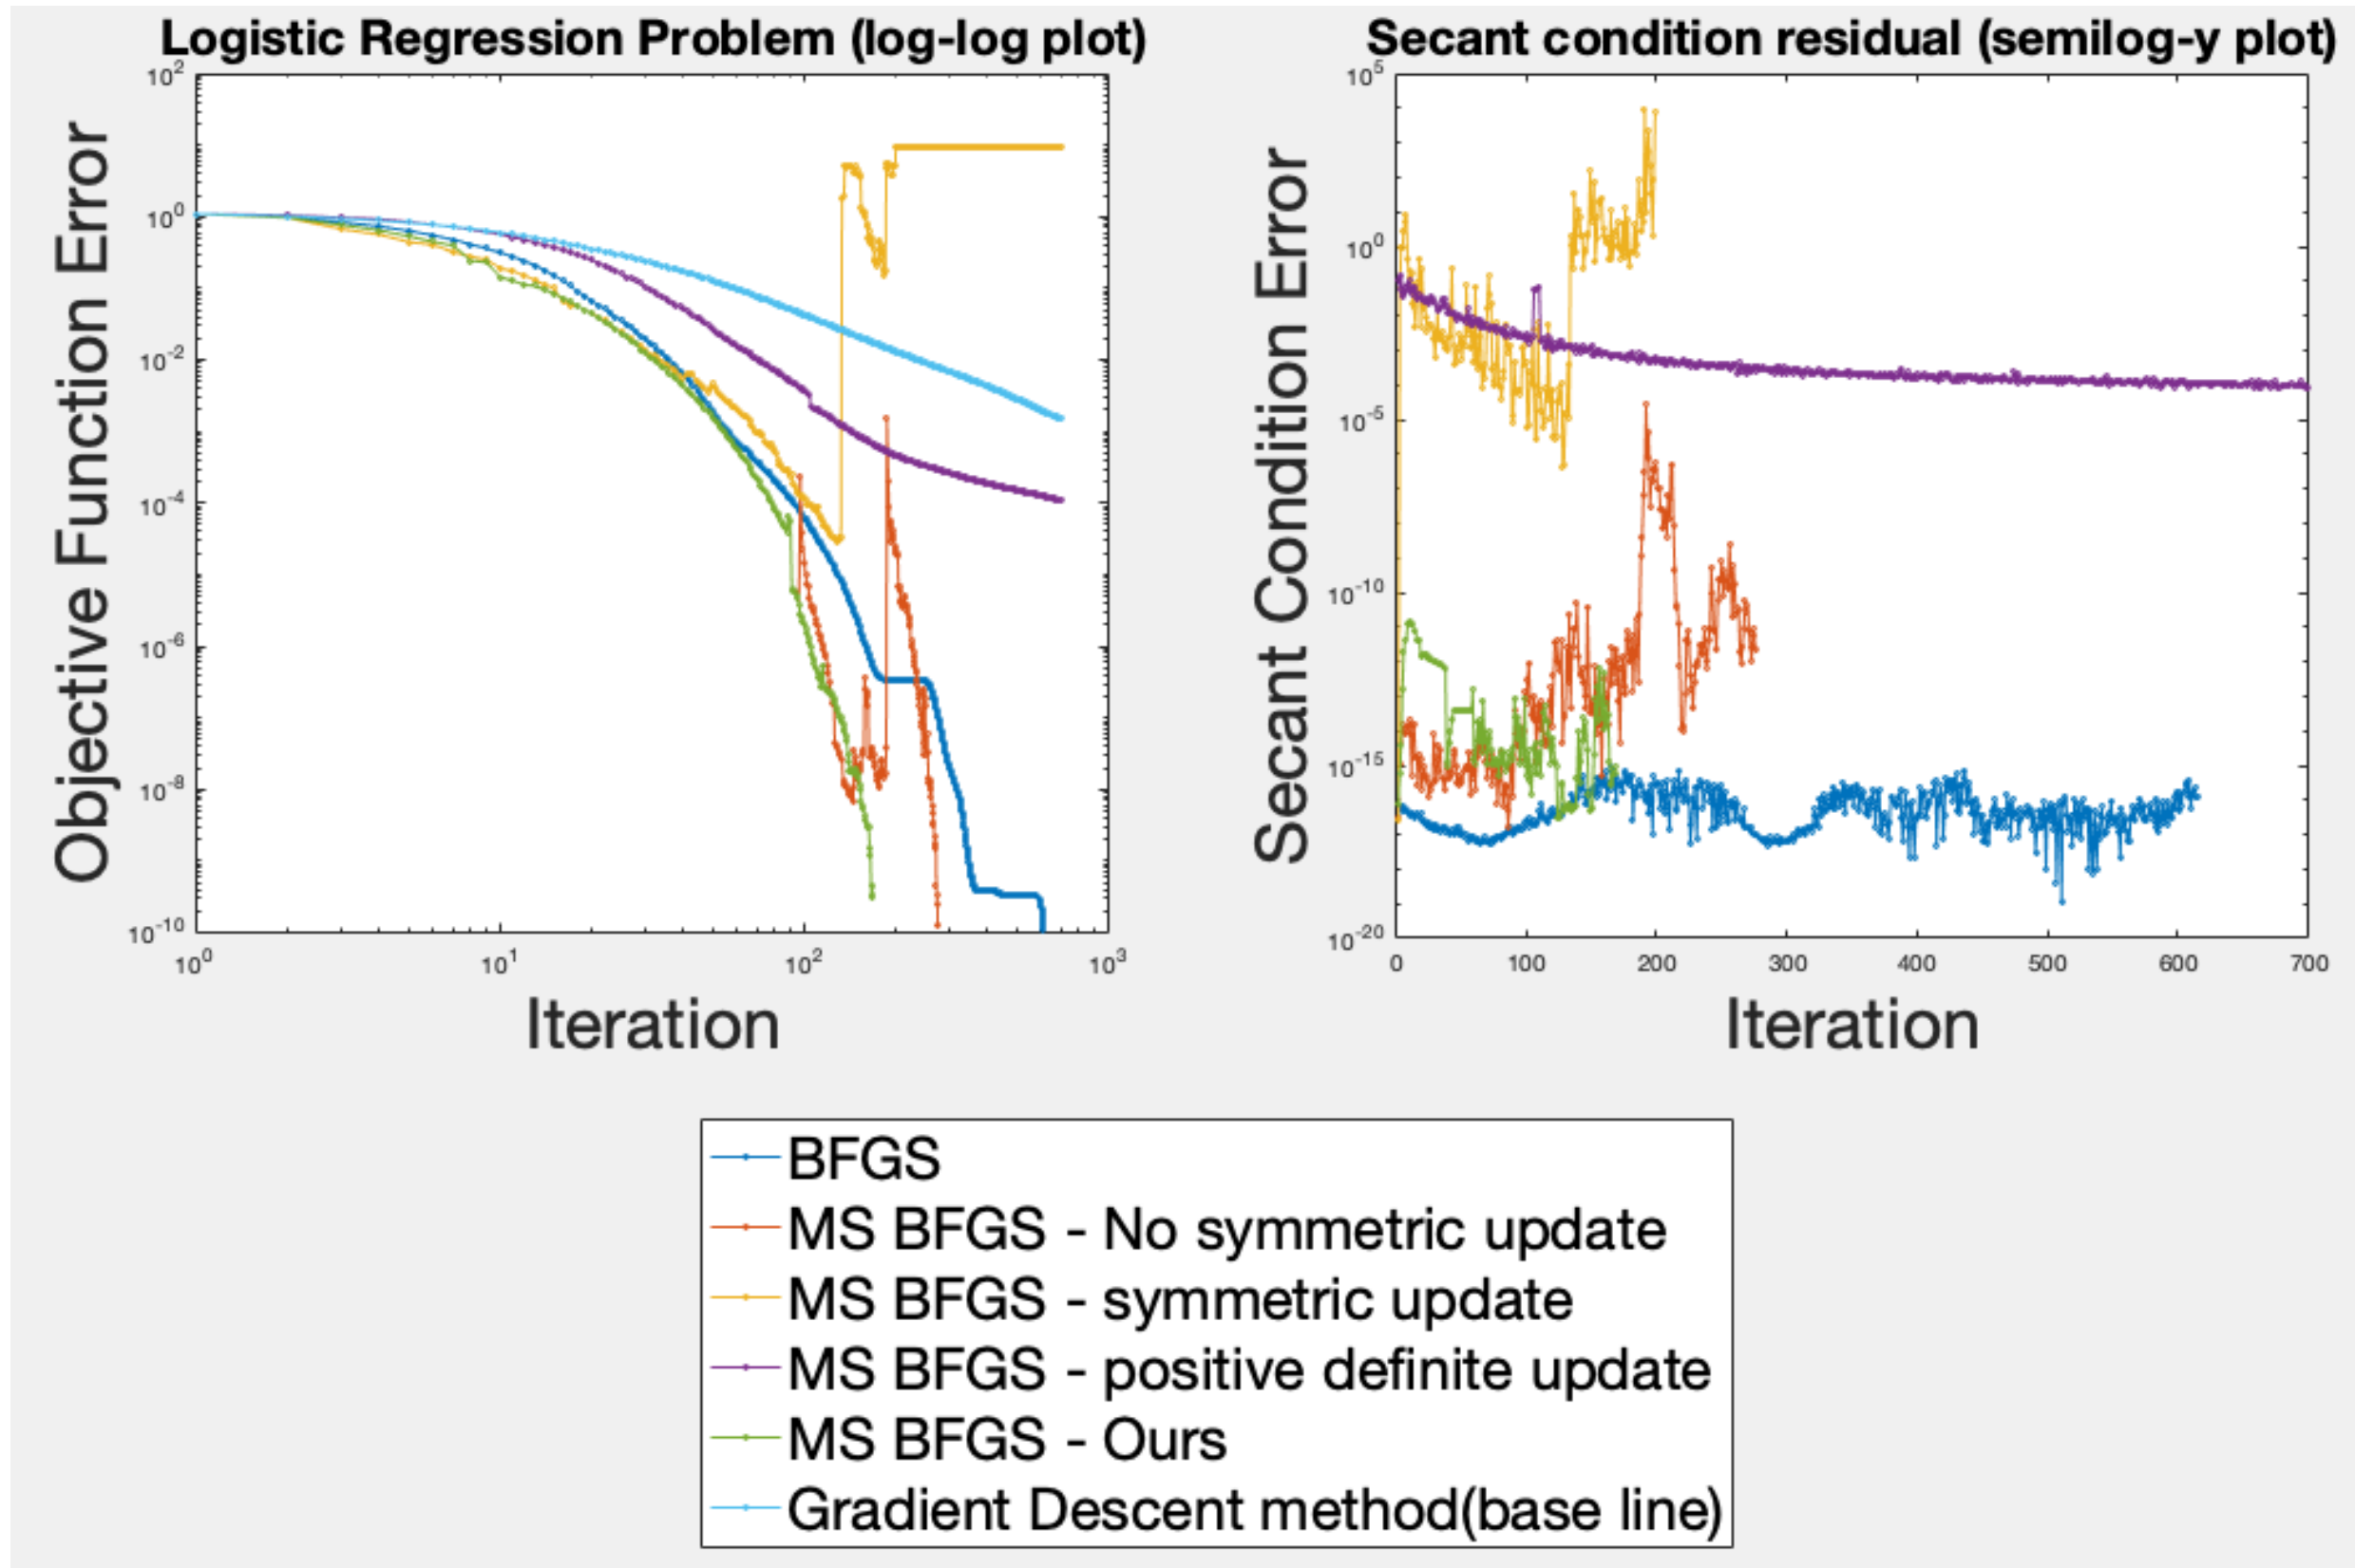 Logistic Regression Problem (log-log plot)
Objective Function Error
10^2
10^0
10^-2
10^-4
10^-6
10^-8
10^-10
10^0 10^1 10^2 10^3
Iteration
Secant condition residual (semilog-y plot)
Secant Condition Error
10^5
10^0
10^-5
10^-10
10^-15
10^-20
0 100 200 300 400 500 600 700
Iteration
BFGS
MS BFGS - No symmetric update
MS BFGS - symmetric update
MS BFGS - positive definite update
MS BFGS - Ours
Gradient Descent method(base line)